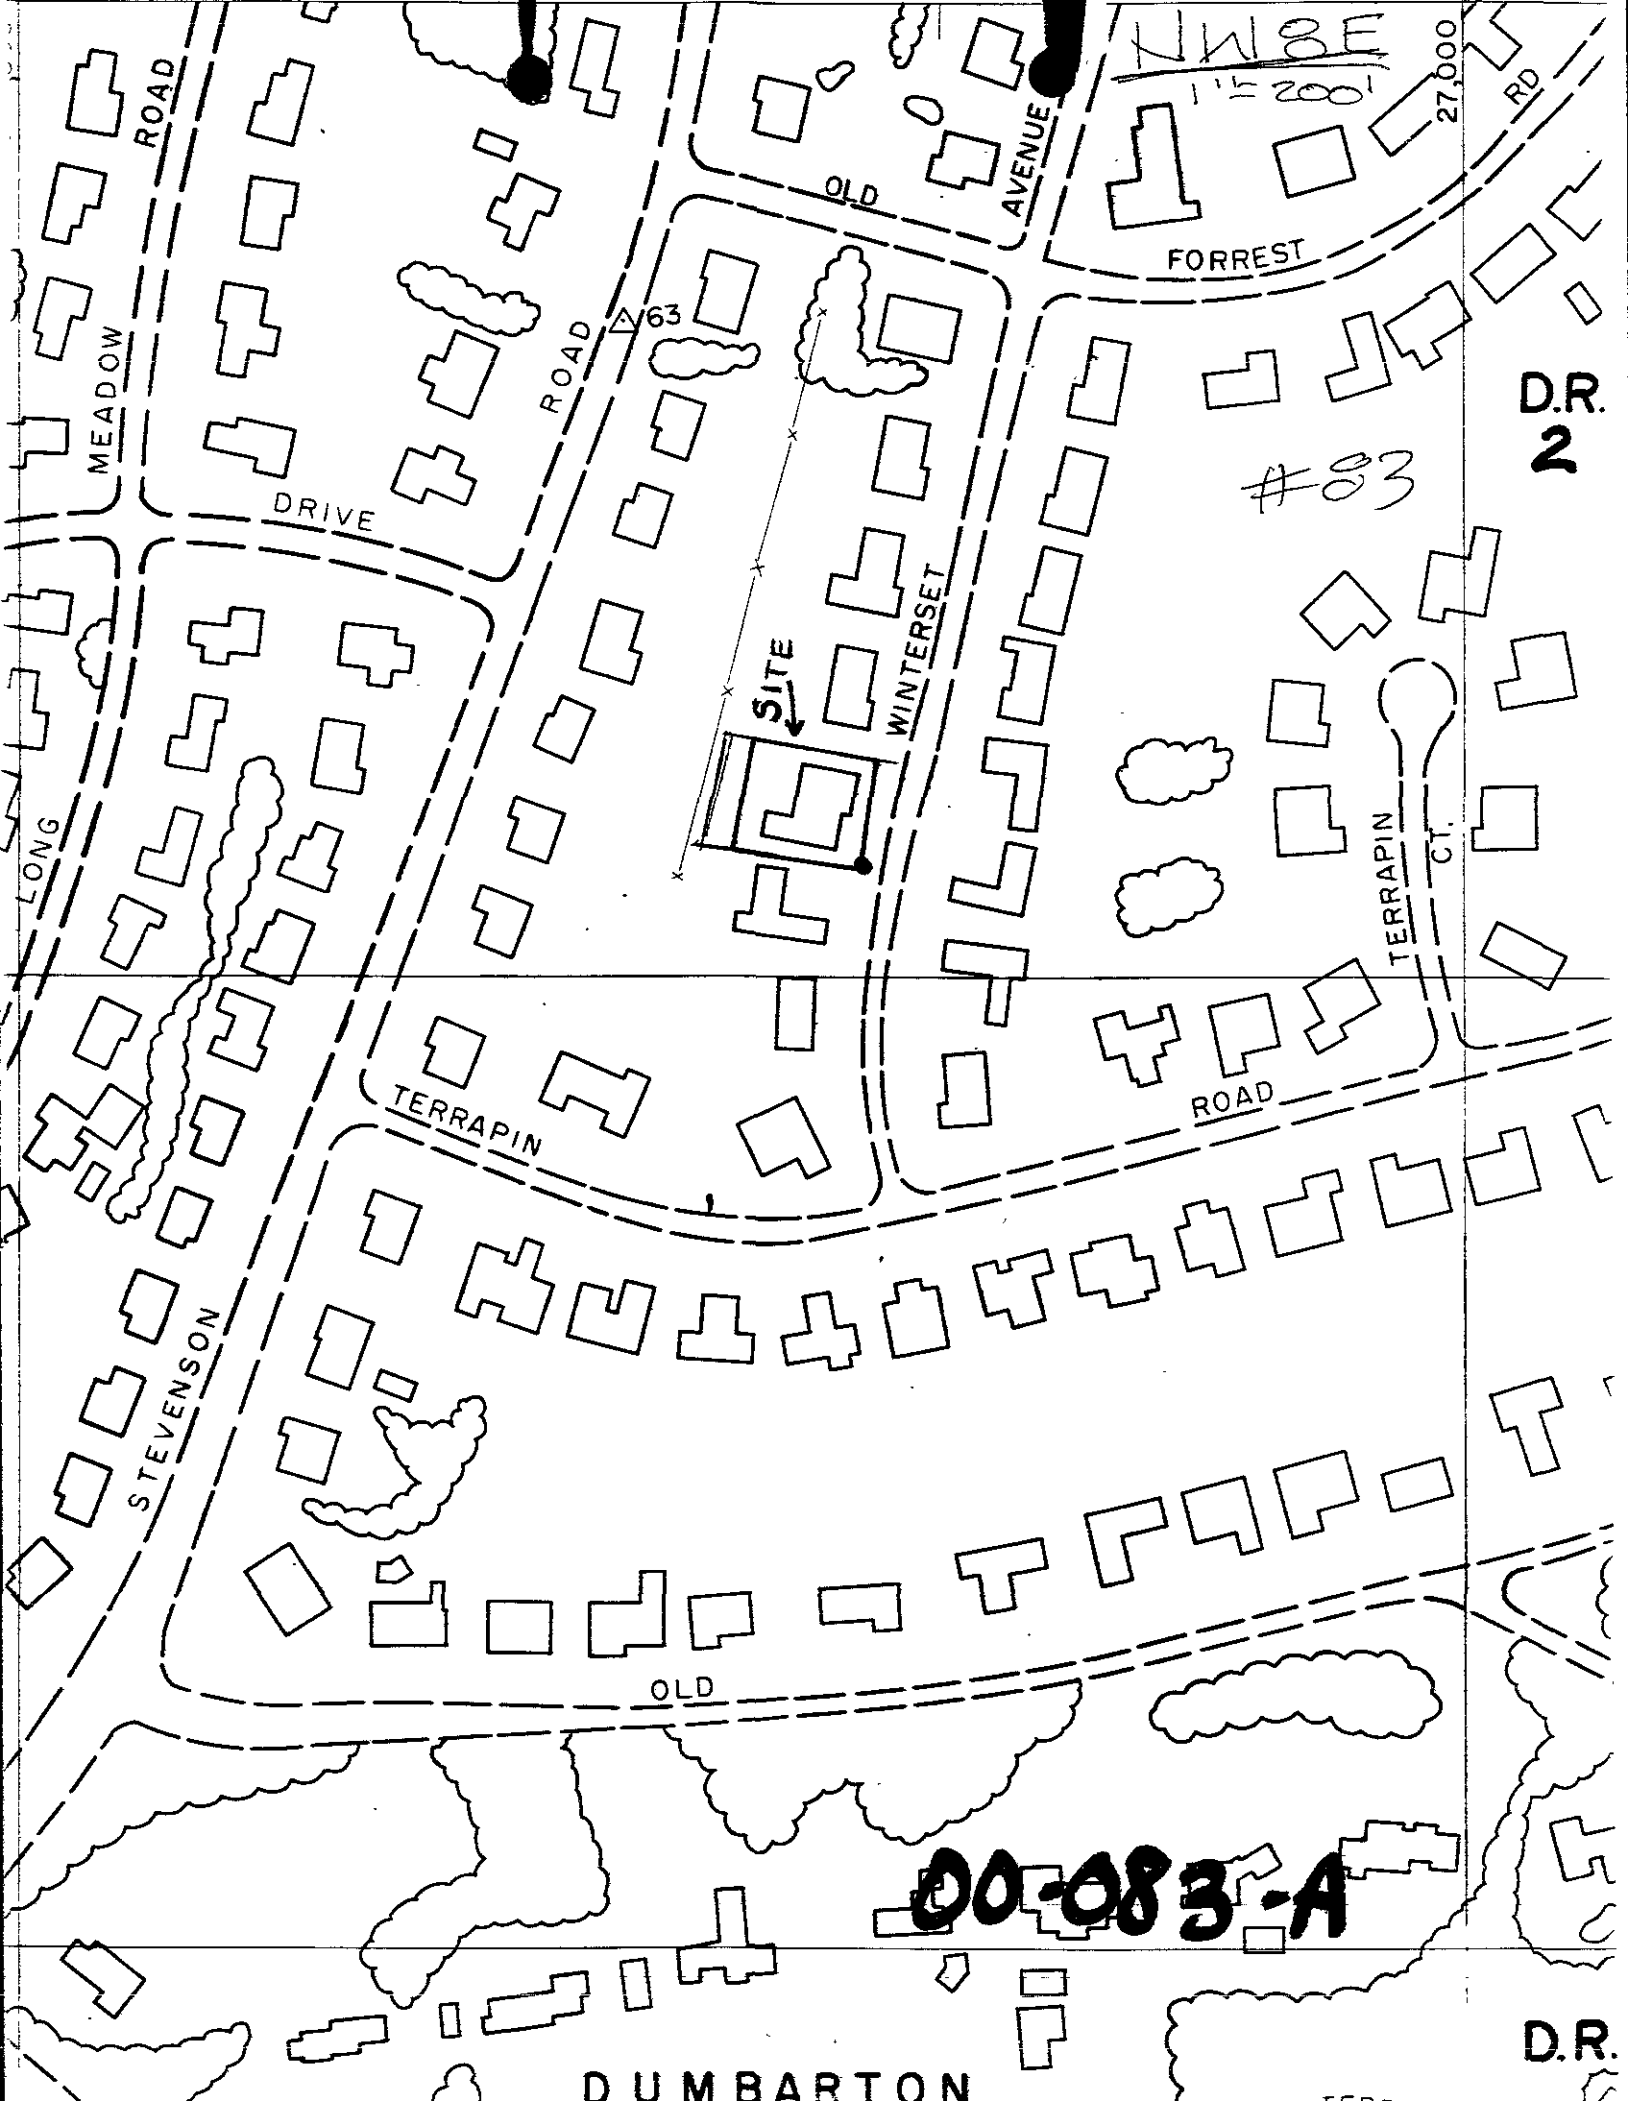 NW8E
1"=200'
27,000
RD
ROAD
AVENUE
OLD
FORREST
63
ROAD
MEADOW
D.R.
2
#83
DRIVE
WINTERSET
SITE
LONG
TERRAPIN
CT.
TERRAPIN
ROAD
STEVENSON
OLD
00-083-A
D.R.
DUMBARTON